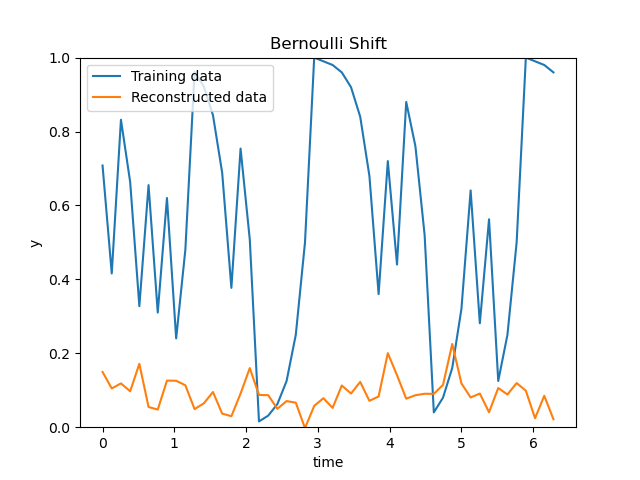 Bernoulli Shift
Training data
Reconstructed data
1.0
0.8
0.6
0.4
0.2
0.0
y
0 1 2 3 4 5 6
time